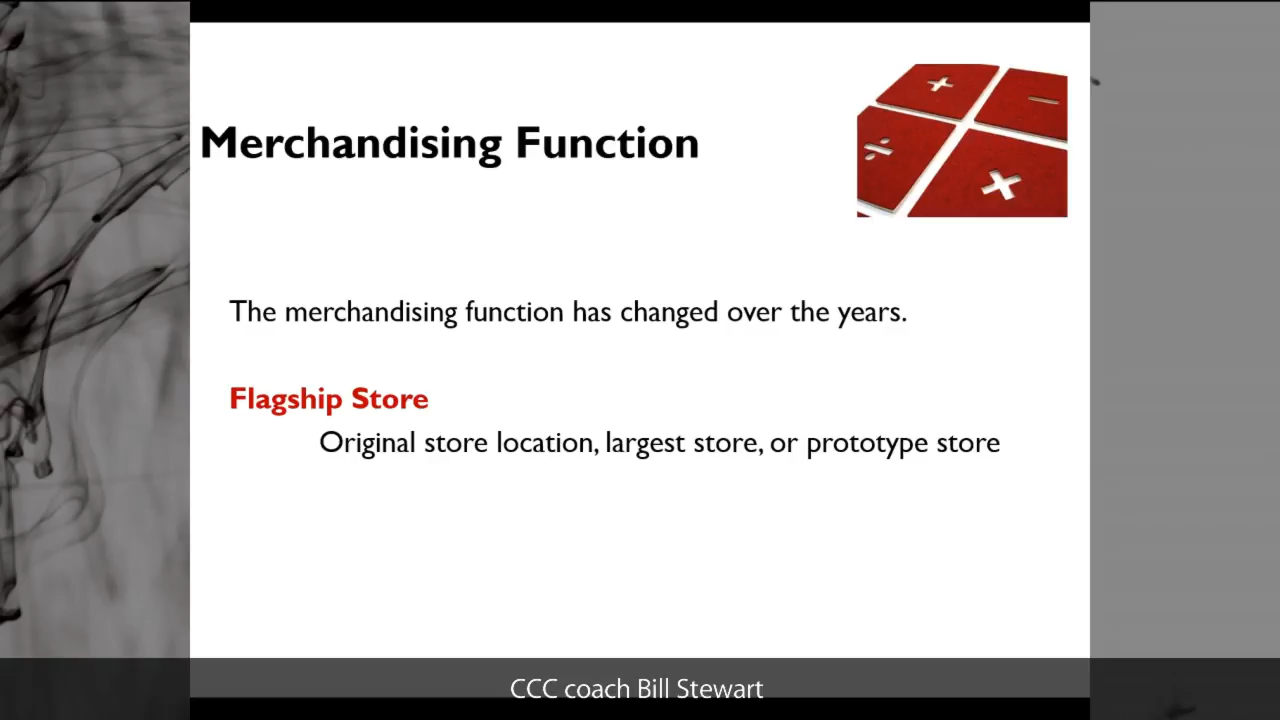 Merchandising Function
The merchandising function has changed over the years.
Flagship Store
Original store location, largest store, or prototype store
CCC coach Bill Stewart